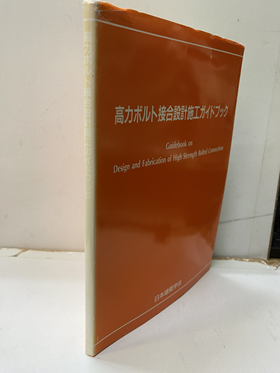 高力ボルト接合設計施工ガイドブック
Guidebook on
Design and Fabrication of High Strength Bolted Connections
日本建築学会